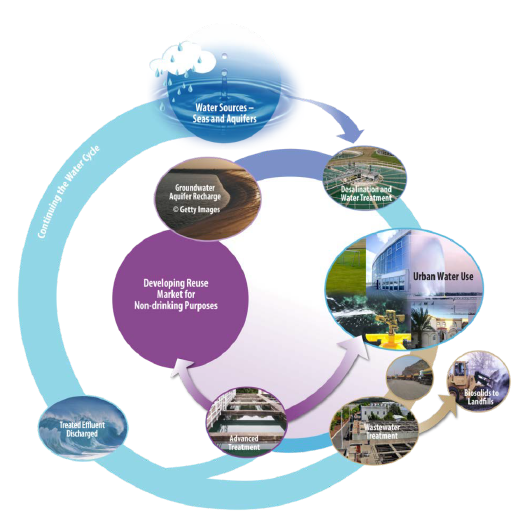 Water Sources –
Seas and Aquifers
Continuing the Water Cycle
Groundwater
Aquifer Recharge
© Getty Images
Desalination and
Water Treatment
Developing Reuse
Market for
Non-drinking Purposes
Urban Water Use
Biosolids to
Landfills
Treated Effluent
Discharged
Advanced
Treatment
Wastewater
Treatment